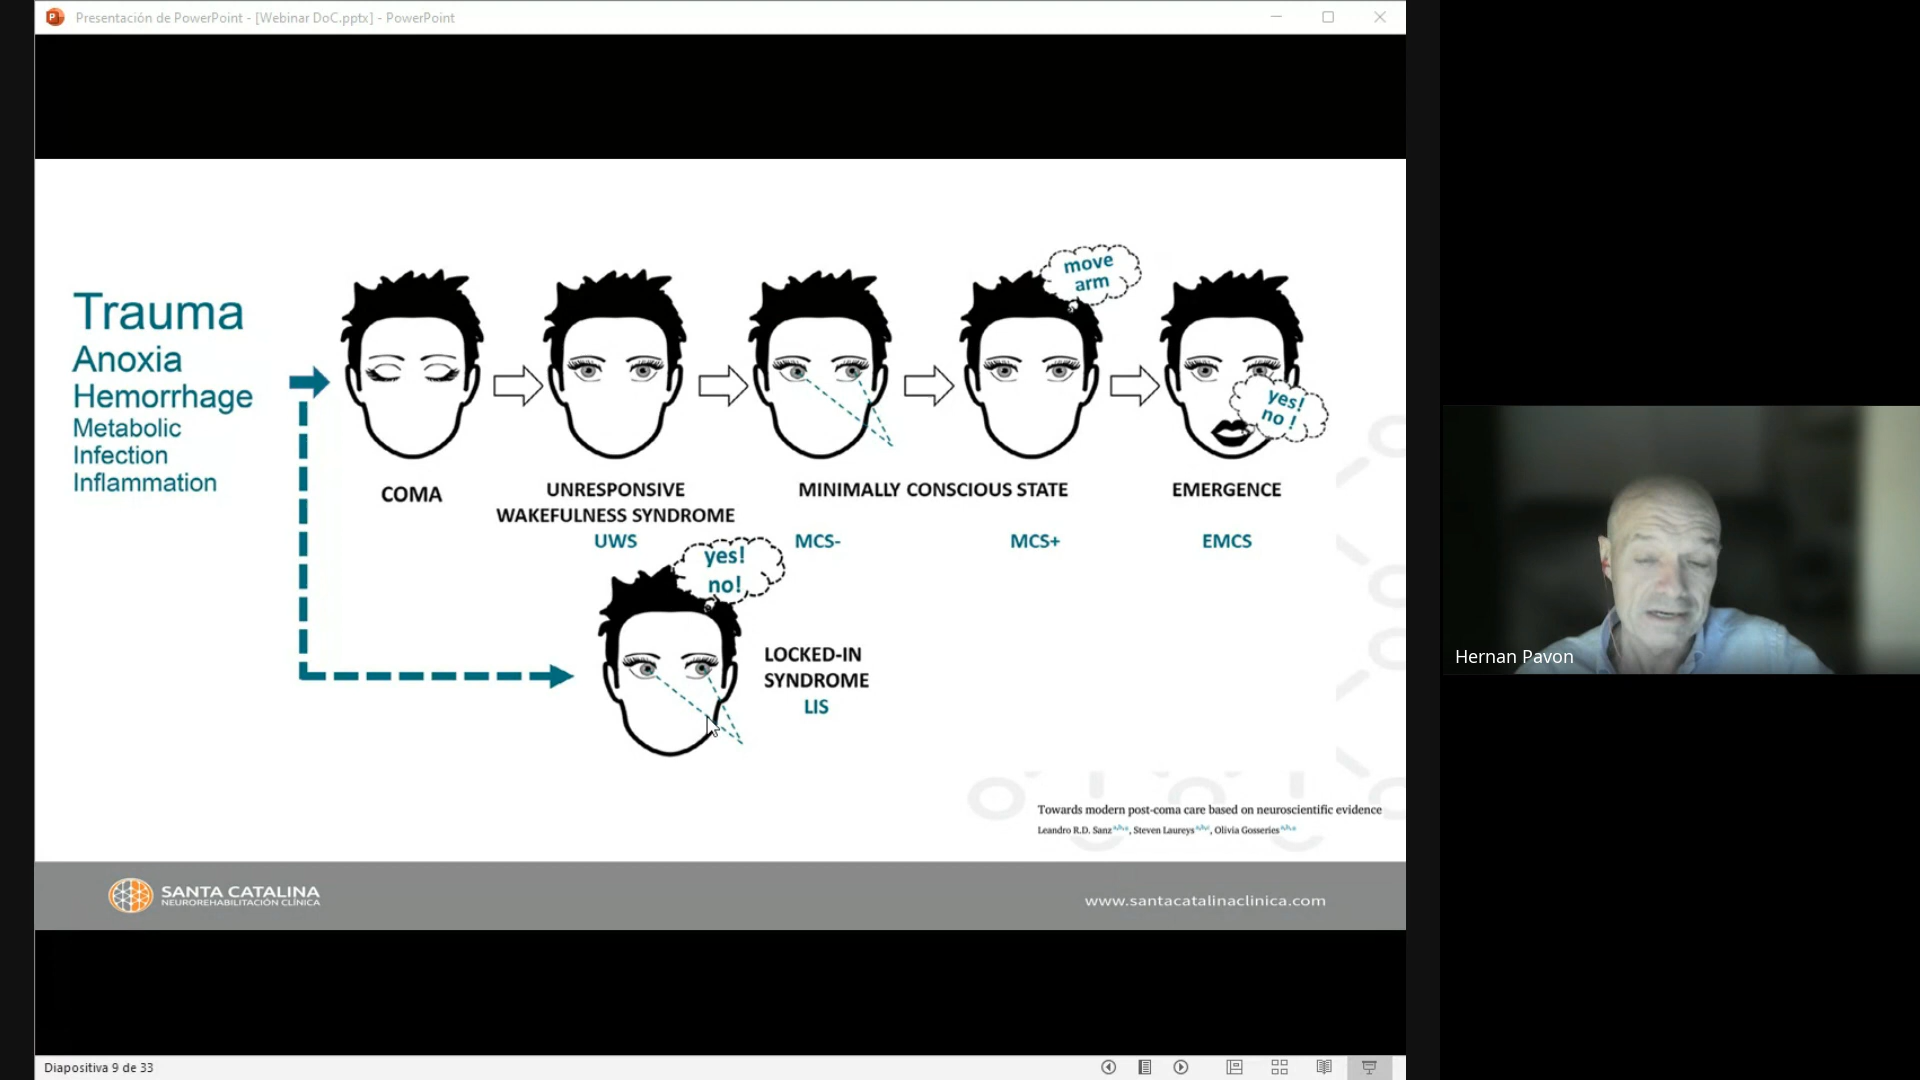 Presentación de PowerPoint - [Webinar DoC.pptx] - PowerPoint
Trauma
Anoxia
Hemorrhage
Metabolic
Infection
Inflammation
move
arm
yes!
no !
COMA
UNRESPONSIVE
WAKEFULNESS SYNDROME
UWS
MINIMALLY CONSCIOUS STATE
MCS-
MCS+
EMERGENCE
EMCS
yes!
no!
LOCKED-IN
SYNDROME
LIS
Towards modern post-coma care based on neuroscientific evidence
Leandro R.D. Sanz, Steven Laureys, Olivia Gosseries
SANTA CATALINA
NEUROREHABILITACIÓN CLÍNICA
www.santacatalinaclinica.com
Hernan Pavon
Diapositiva 9 de 33